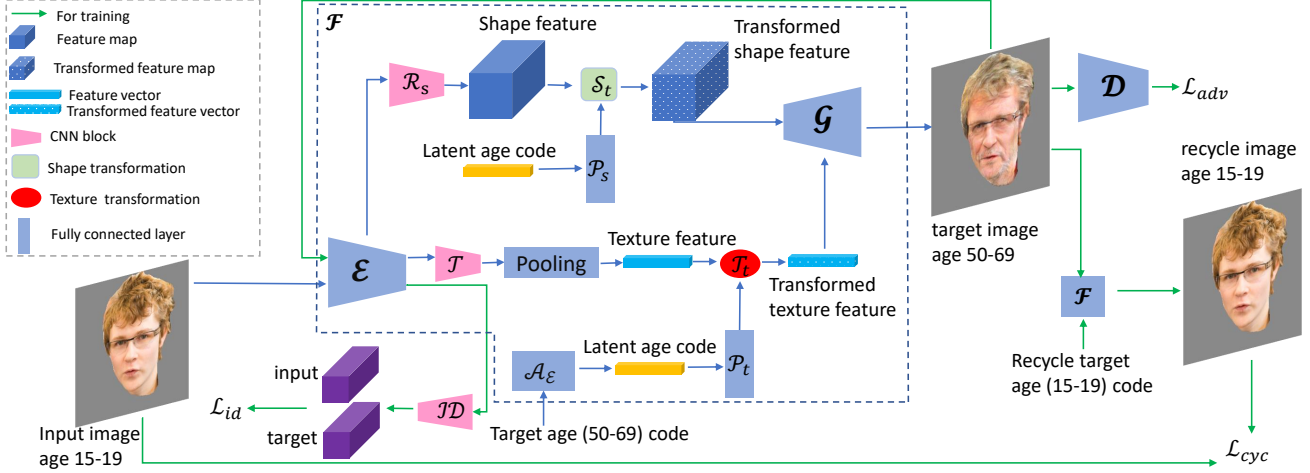 For training
Feature map
Transformed feature map
Feature vector
Transformed feature vector
CNN block
Shape transformation
Texture transformation
Fully connected layer
ℱ
Shape feature
Transformed
shape feature
ℛs
𝒮t
𝒢
Latent age code
𝒫s
ℰ
𝒯
Pooling
Texture feature
𝒯t
Transformed
texture feature
𝒜ℰ
Latent age code
𝒫t
Target age (50-69) code
input
target
ℒid
ℐ𝒟
Input image
age 15-19
𝒟
ℒadv
target image
age 50-69
recycle image
age 15-19
ℱ
Recycle target
age (15-19) code
ℒcyc